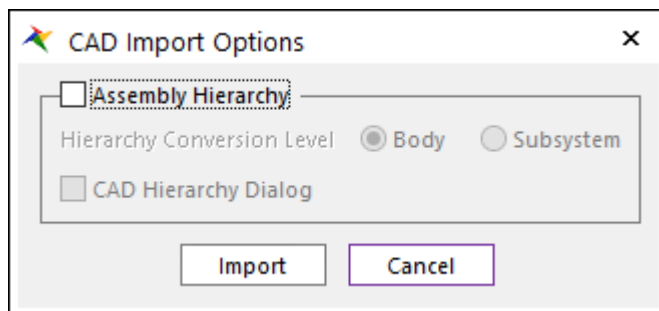 CAD Import Options
Assembly Hierarchy
Hierarchy Conversion Level Body Subsystem
CAD Hierarchy Dialog
Import Cancel